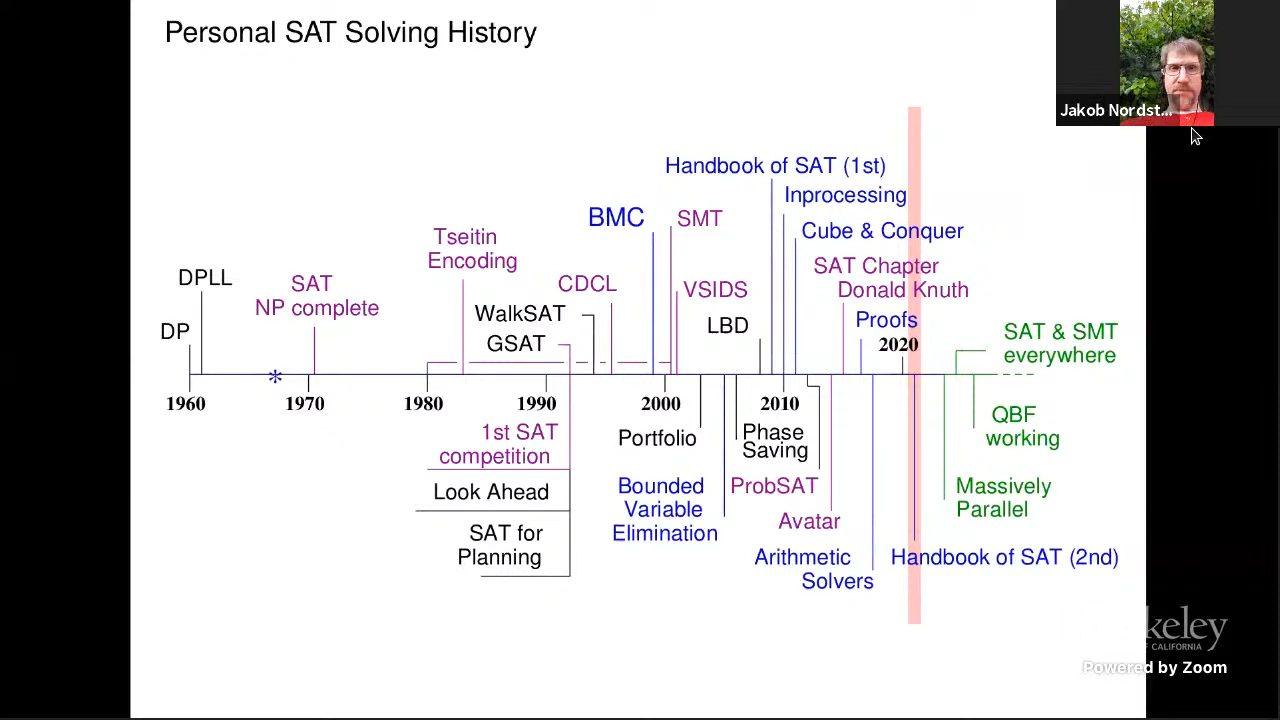 Personal SAT Solving History
Jakob Nordst...
Handbook of SAT (1st)
Inprocessing
BMC
SMT
Cube & Conquer
Tseitin
Encoding
SAT Chapter
Donald Knuth
DPLL
SAT
NP complete
CDCL
VSIDS
WalkSAT
LBD
Proofs
DP
GSAT
2020
SAT & SMT
everywhere
*
1960
1970
1980
1990
2000
2010
1st SAT
competition
Portfolio
Phase
Saving
QBF
working
Look Ahead
Bounded
Variable
Elimination
ProbSAT
Massively
Parallel
SAT for
Planning
Avatar
Arithmetic
Solvers
Handbook of SAT (2nd)
keley
F CALIFORNIA
Powered by Zoom